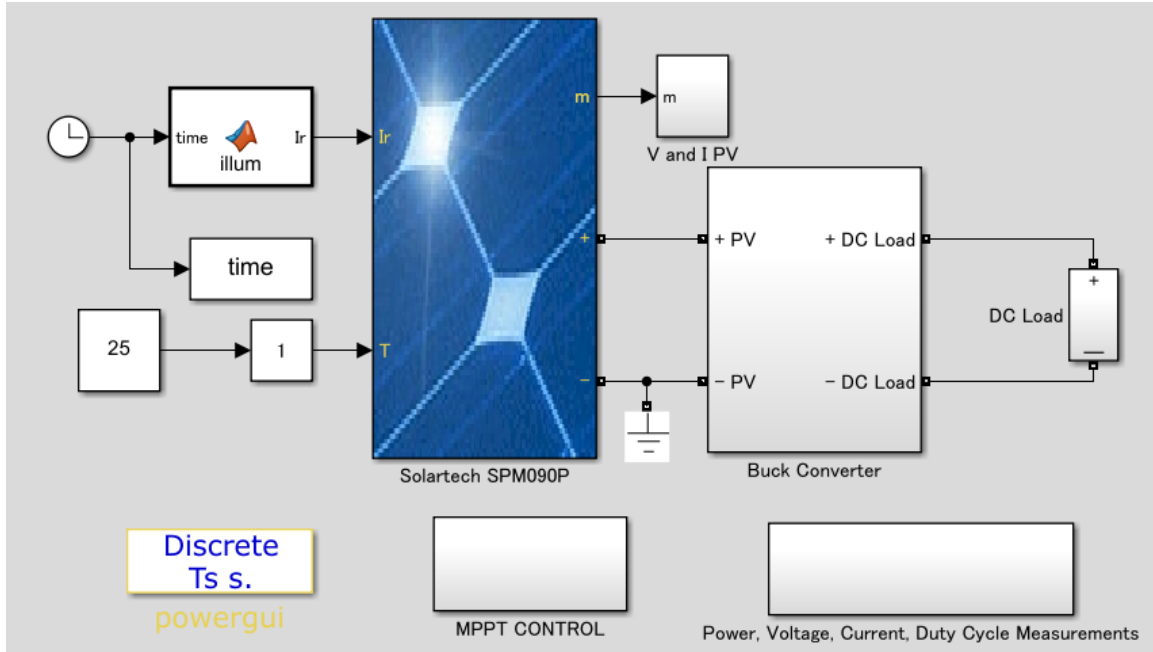 time Ir
illum
Ir
m
m
V and I PV
time
+
+ PV
+ DC Load
+
DC Load
25
1
T
−
− PV
− DC Load
Solartech SPM090P
Buck Converter
Discrete
Ts s.
powergui
MPPT CONTROL
Power, Voltage, Current, Duty Cycle Measurements